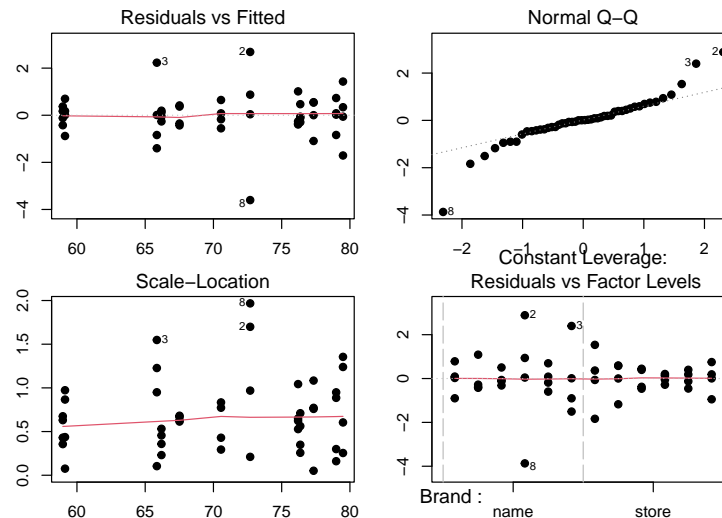 Residuals vs Fitted
2
0
-2
-4
2
3
8
60 65 70 75 80
Normal Q-Q
2
0
-2
-4
2
3
8
-2 -1 0 1 2
Scale-Location
2.0
1.5
1.0
0.5
0.0
8
2
3
60 65 70 75 80
Constant Leverage:
Residuals vs Factor Levels
2
0
-2
-4
2
3
8
Brand :
name store